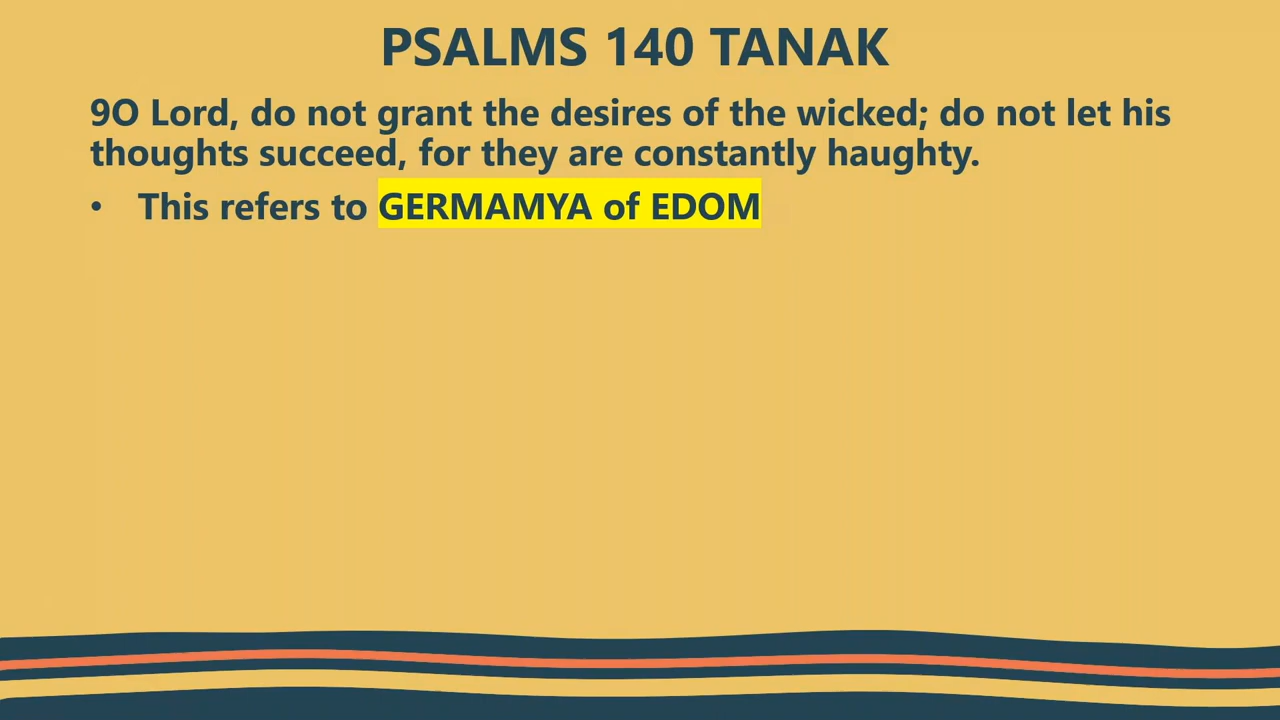 PSALMS 140 TANAK
9O Lord, do not grant the desires of the wicked; do not let his
thoughts succeed, for they are constantly haughty.
• This refers to GERMAMYA of EDOM